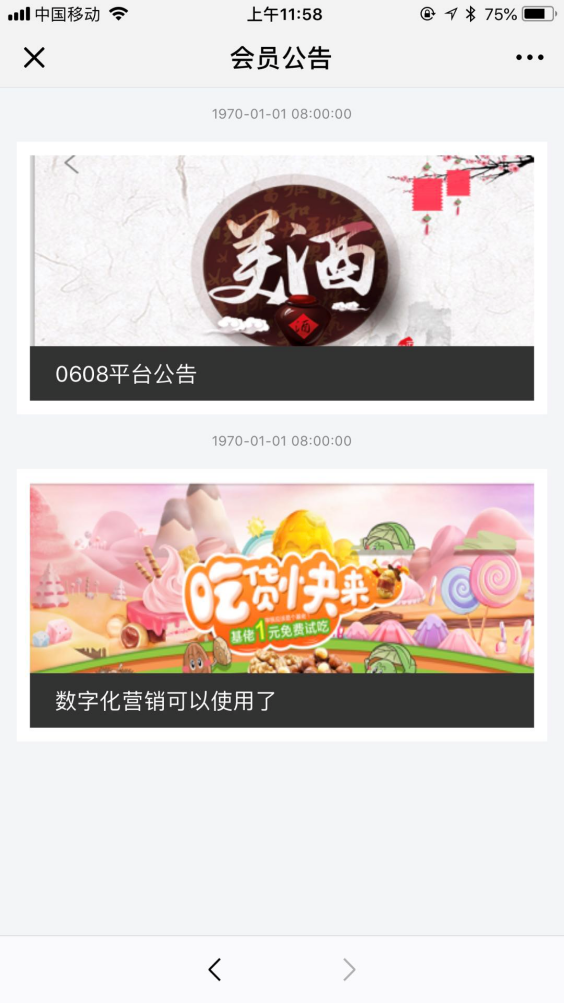 中国移动
上午11:58
75%
会员公告
1970-01-01 08:00:00
美酒
酒
0608平台公告
1970-01-01 08:00:00
吃货快来
1元免费试吃
数字化营销可以使用了